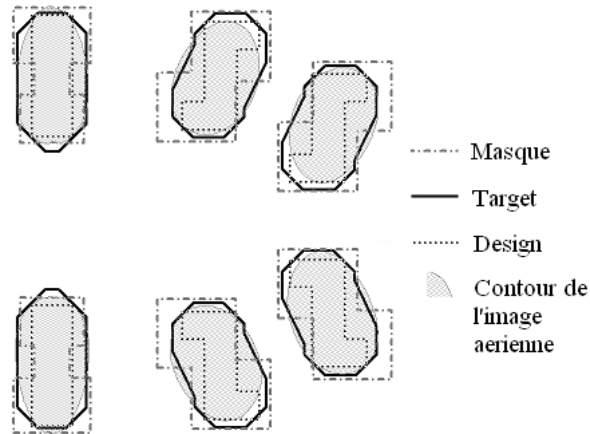 Masque
Target
Design
Contour de
l'image
aerienne